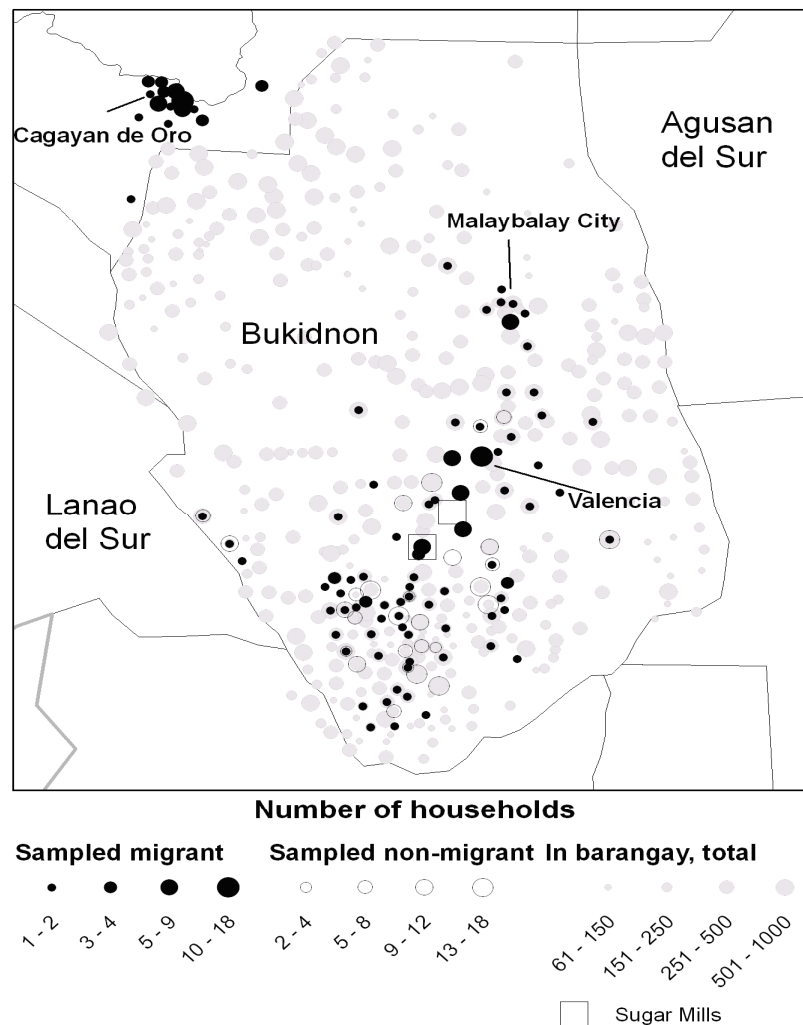 Cagayan de Oro
Agusan
del Sur
Malaybalay City
Bukidnon
Lanao
del Sur
Valencia
Number of households
Sampled migrant
Sampled non-migrant
In barangay, total
1 - 2
3 - 4
5 - 9
10 - 18
2 - 4
5 - 8
9 - 12
13 - 18
61 - 150
151 - 250
251 - 500
501 - 1000
Sugar Mills